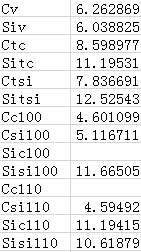 Cv 6.262869
Siv 6.038825
Ctc 8.598977
Sitc 11.19531
Ctsi 7.836691
Sitsi 12.52543
Cc100 4.601099
Csi100 5.116711
Sic100
Sisi100 11.66505
Cc110
Csi110 4.59492
Sic110 11.19415
Sisi110 10.61879